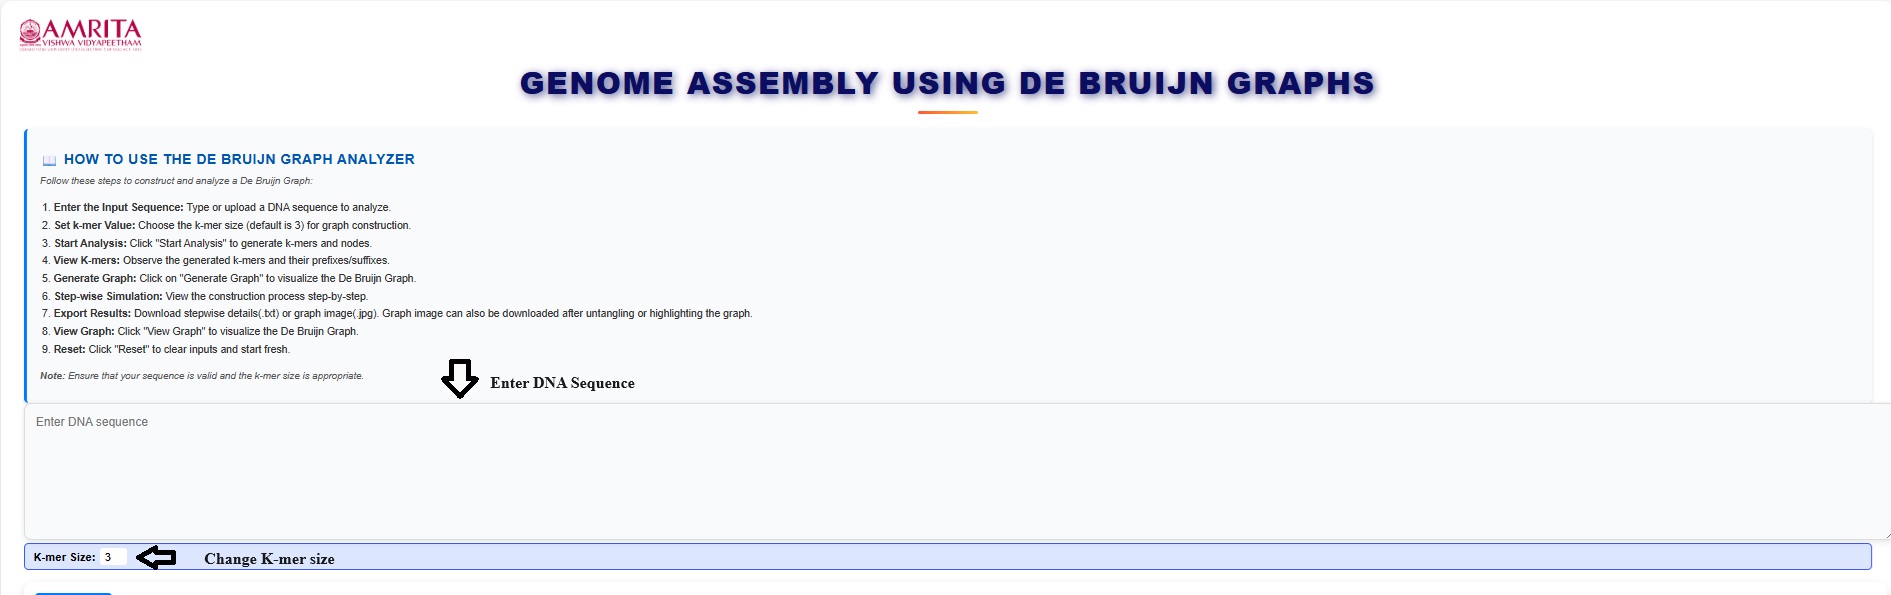 AMRITA
VISHWA VIDYAPEETHAM
GENOME ASSEMBLY USING DE BRUIJN GRAPHS
HOW TO USE THE DE BRUIJN GRAPH ANALYZER
Follow these steps to construct and analyze a De Bruijn Graph:
1. Enter the Input Sequence: Type or upload a DNA sequence to analyze.
2. Set k-mer Value: Choose the k-mer size (default is 3) for graph construction.
3. Start Analysis: Click "Start Analysis" to generate k-mers and nodes.
4. View K-mers: Observe the generated k-mers and their prefixes/suffixes.
5. Generate Graph: Click on "Generate Graph" to visualize the De Bruijn Graph.
6. Step-wise Simulation: View the construction process step-by-step.
7. Export Results: Download stepwise details(.txt) or graph image(.jpg). Graph image can also be downloaded after untangling or highlighting the graph.
8. View Graph: Click "View Graph" to visualize the De Bruijn Graph.
9. Reset: Click "Reset" to clear inputs and start fresh.
Note: Ensure that your sequence is valid and the k-mer size is appropriate.
Enter DNA Sequence
Enter DNA sequence
K-mer Size: 3
Change K-mer size